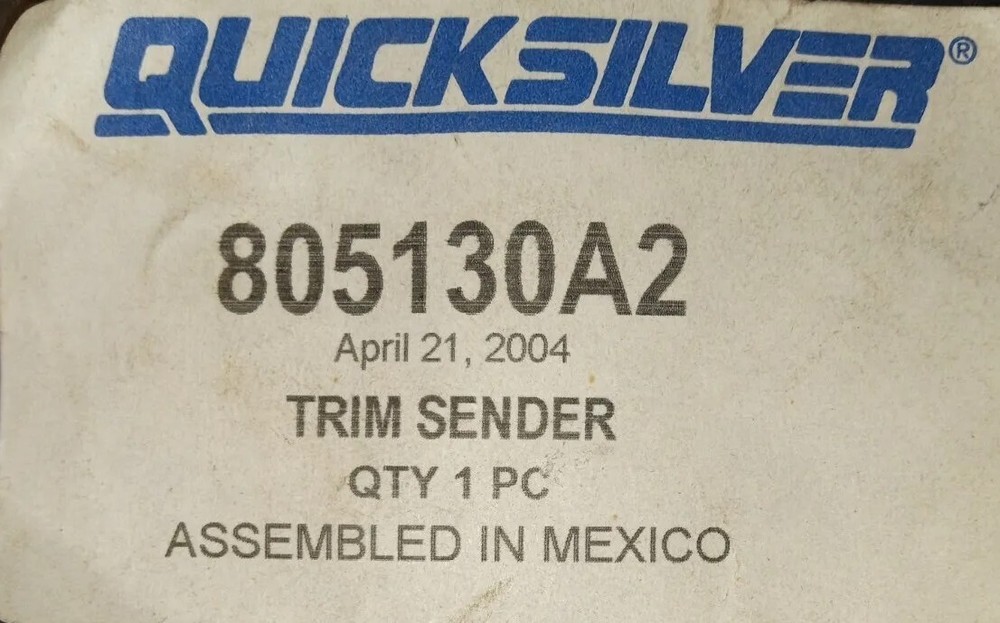 QUICKSILVER®
805130A2
April 21, 2004
TRIM SENDER
QTY 1 PC
ASSEMBLED IN MEXICO